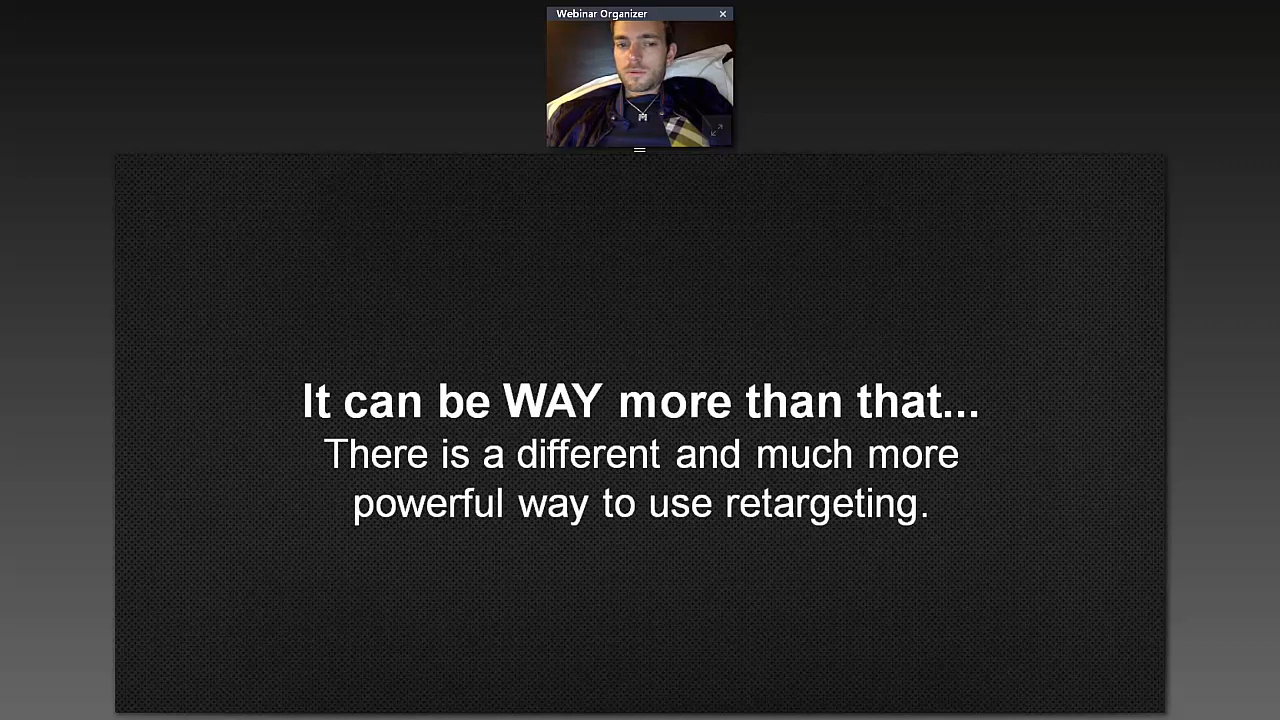 Webinar Organizer
It can be WAY more than that...
There is a different and much more
powerful way to use retargeting.